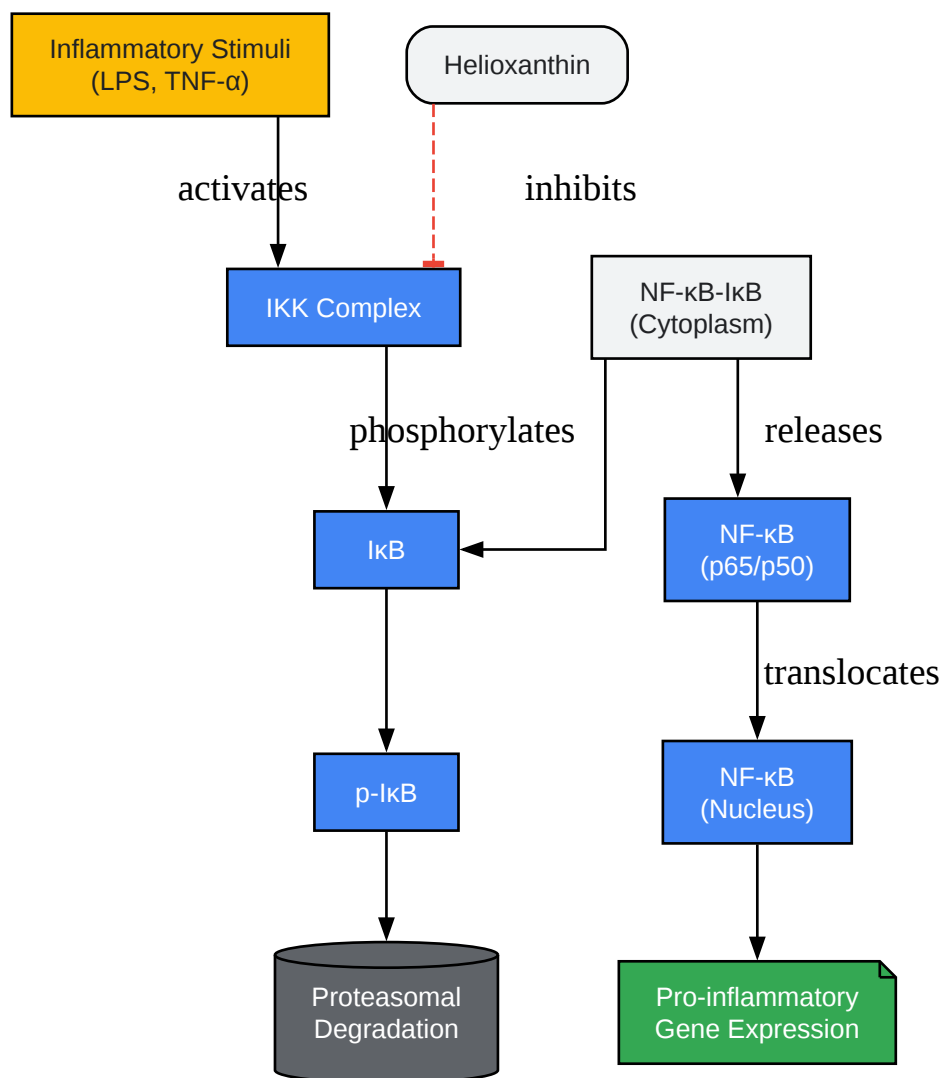 Inflammatory Stimuli
(LPS, TNF-α)
Helioxanthin
activates
inhibits
IKK Complex
NF-κB-IκB
(Cytoplasm)
phosphorylates
releases
IκB
NF-κB
(p65/p50)
translocates
p-IκB
NF-κB
(Nucleus)
Proteasomal
Degradation
Pro-inflammatory
Gene Expression